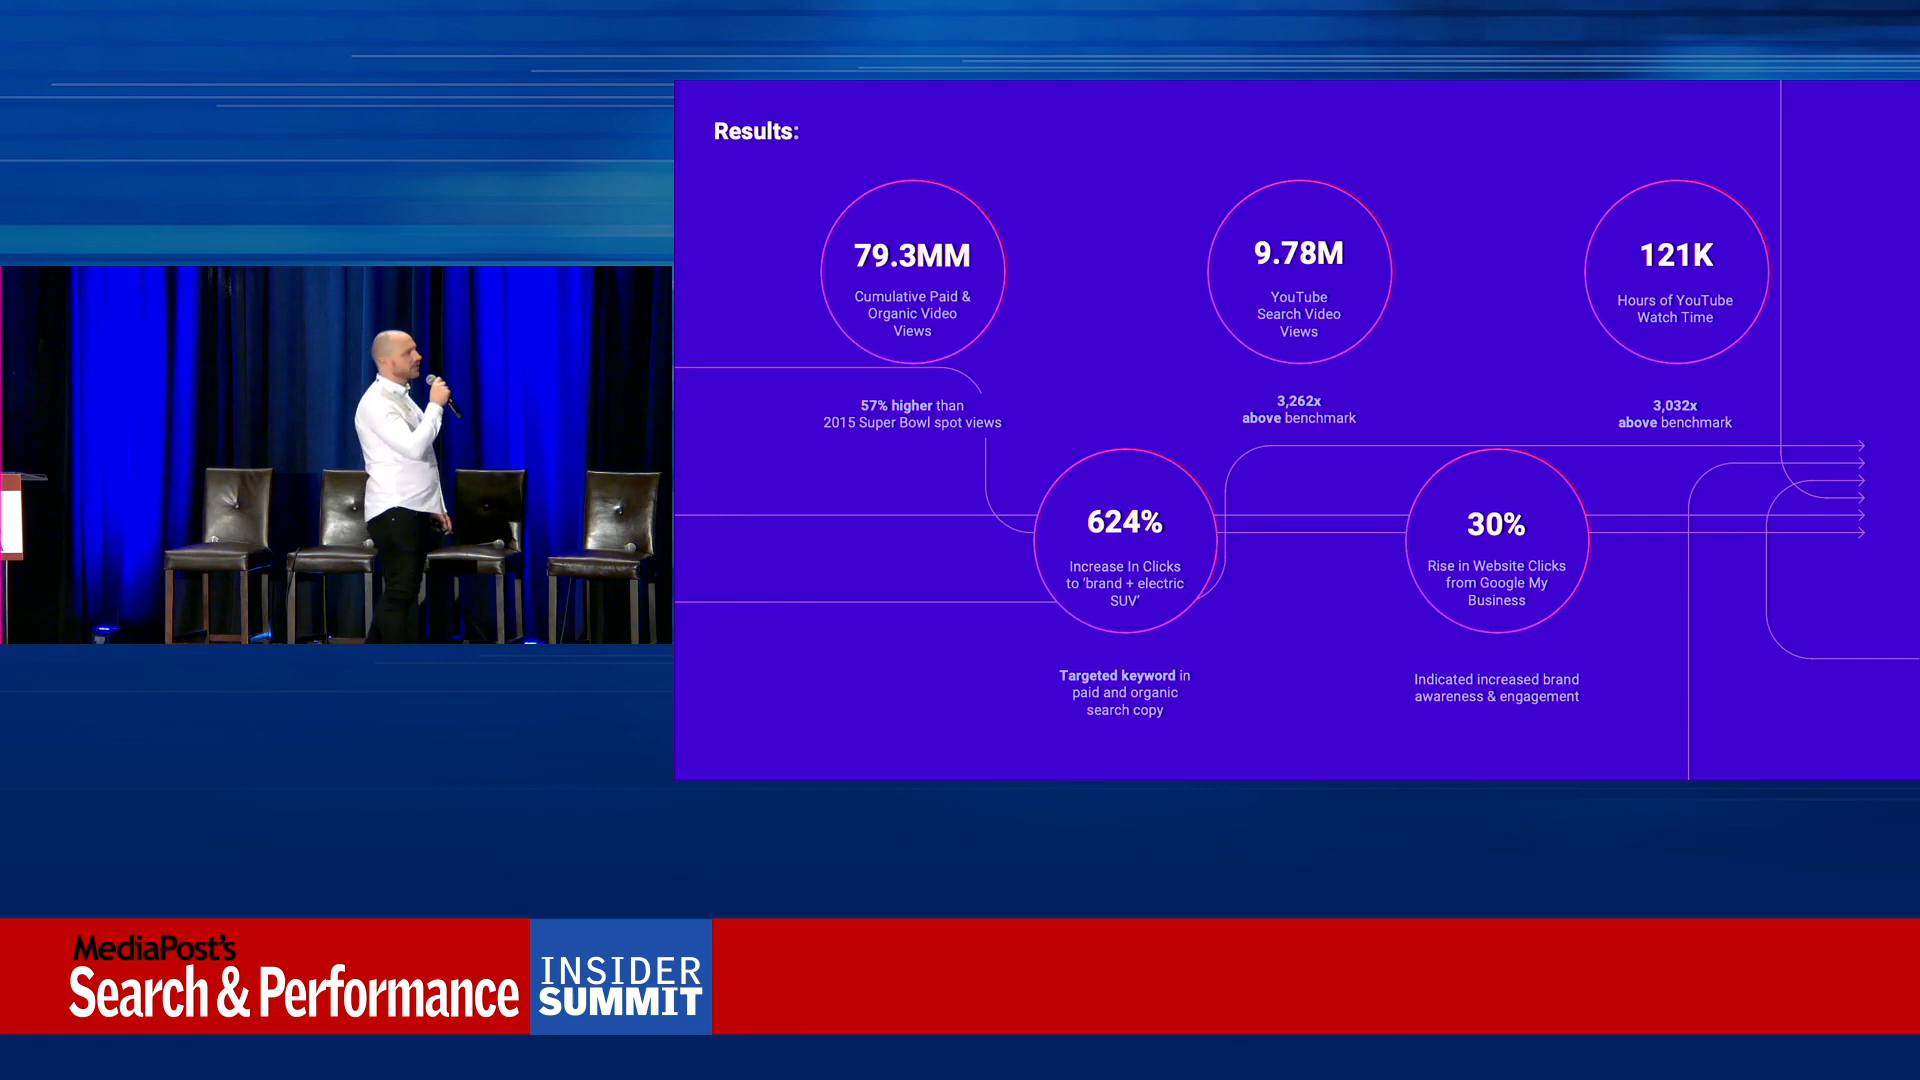 Results:
79.3MM
Cumulative Paid &
Organic Video
Views
57% higher than
2015 Super Bowl spot views
9.78M
YouTube
Search Video
Views
3,262x
above benchmark
121K
Hours of YouTube
Watch Time
3,032x
above benchmark
624%
Increase In Clicks
to ‘brand + electric
SUV’
Targeted keyword in
paid and organic
search copy
30%
Rise in Website Clicks
from Google My
Business
Indicated increased brand
awareness & engagement
MediaPost's
Search & Performance
INSIDER
SUMMIT